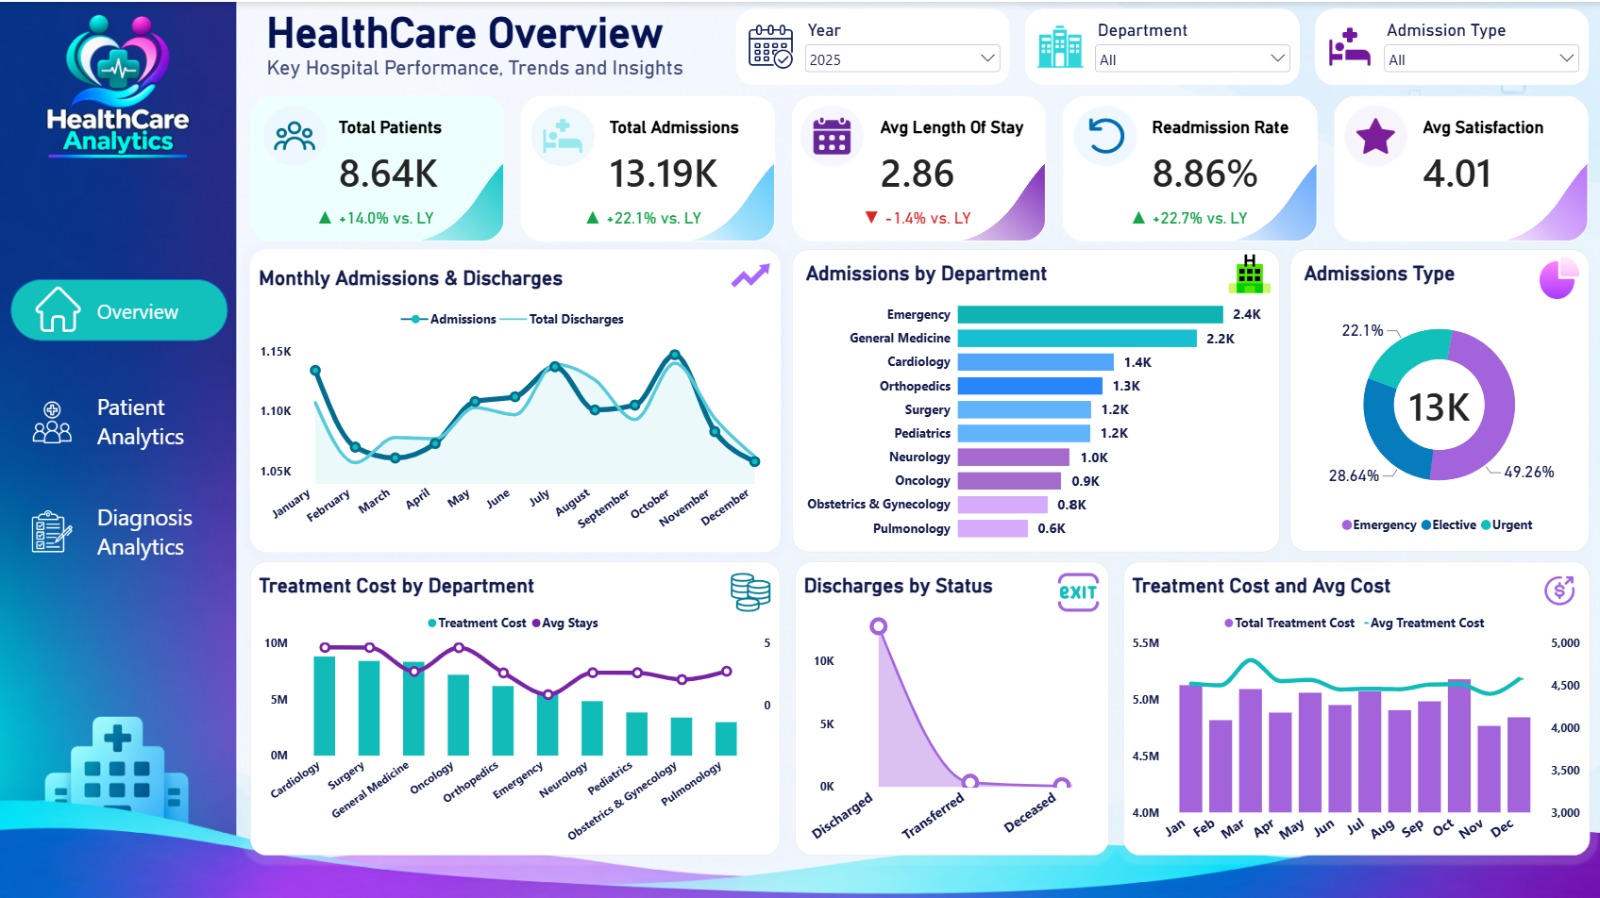 HealthCare
Analytics
Overview
Patient
Analytics
Diagnosis
Analytics
HealthCare Overview
Key Hospital Performance, Trends and Insights
Year
2025
Department
All
Admission Type
All
Total Patients
8.64K
▲ +14.0% vs. LY
Total Admissions
13.19K
▲ +22.1% vs. LY
Avg Length Of Stay
2.86
▼ -1.4% vs. LY
Readmission Rate
8.86%
▲ +22.7% vs. LY
Avg Satisfaction
4.01
Monthly Admissions & Discharges
Admissions Total Discharges
1.15K
1.10K
1.05K
January February March April May June July August September October November December
Admissions by Department
H
Emergency 2.4K
General Medicine 2.2K
Cardiology 1.4K
Orthopedics 1.3K
Surgery 1.2K
Pediatrics 1.2K
Neurology 1.0K
Oncology 0.9K
Obstetrics & Gynecology 0.8K
Pulmonology 0.6K
Admissions Type
22.1%
13K
28.64% 49.26%
Emergency Elective Urgent
Treatment Cost by Department
Treatment Cost Avg Stays
10M 5
5M 0
0M
Cardiology Surgery General Medicine Oncology Orthopedics Emergency Neurology Pediatrics Obstetrics & Gynecology Pulmonology
Discharges by Status
eXIT
10K
5K
0K
Discharged Transferred Deceased
Treatment Cost and Avg Cost
$
Total Treatment Cost Avg Treatment Cost
5.5M 5,000
4,500
5.0M
4,000
4.5M
3,500
4.0M 3,000
Jan Feb Mar Apr May Jun Jul Aug Sep Oct Nov Dec